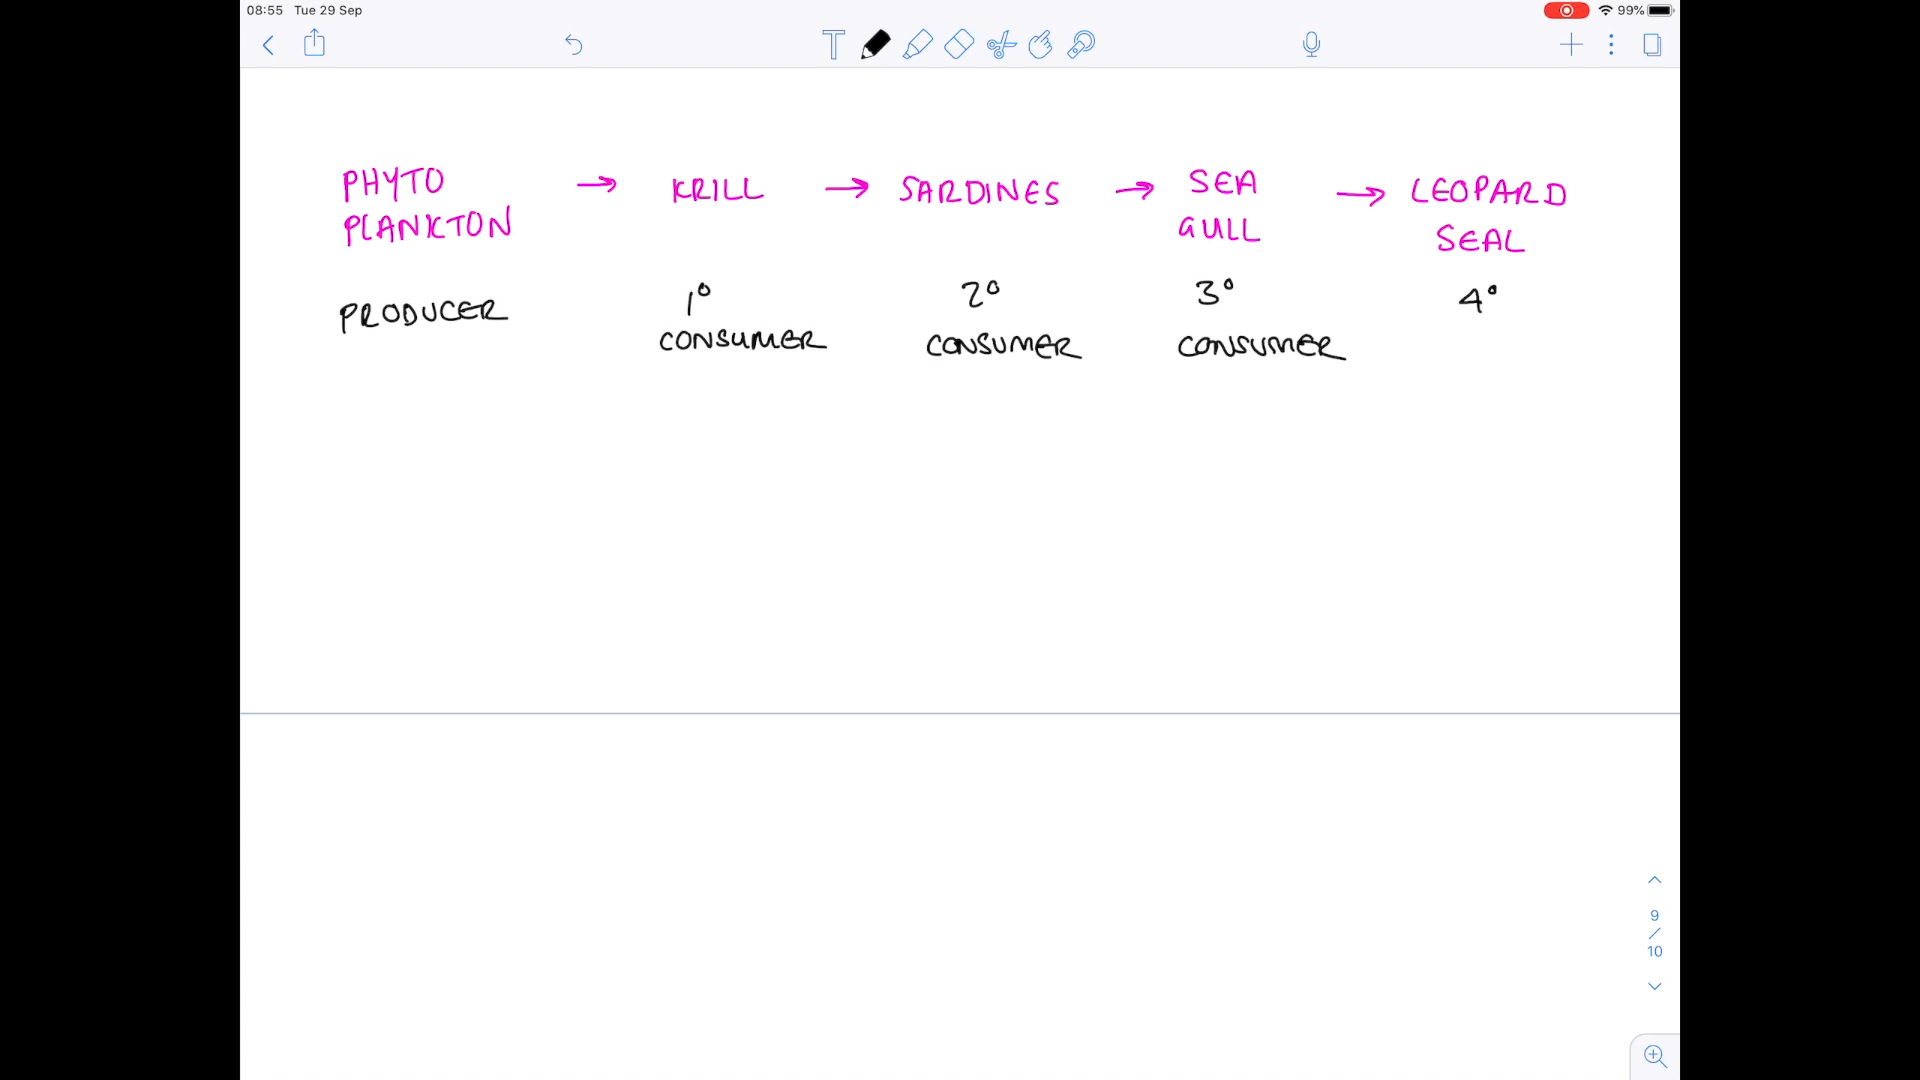 08:55 Tue 29 Sep 99%
PHYTO → KRILL → SARDINES → SEA → LEOPARD
PLANKTON GULL SEAL
PRODUCER 1° 2° 3° 4°
CONSUMER CONSUMER CONSUMER
9
/
10